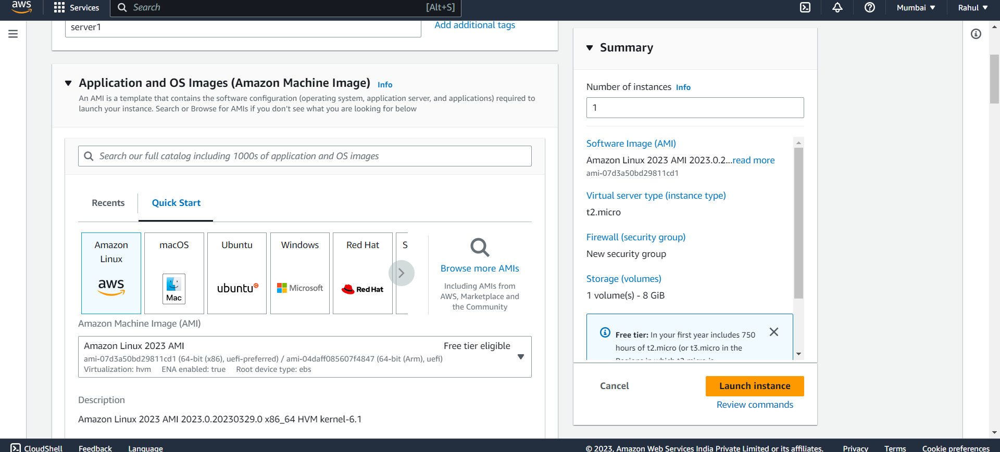 aws
Services
Search
[Alt+S]
Mumbai
Rahul
server1
Add additional tags
Application and OS Images (Amazon Machine Image) Info
An AMI is a template that contains the software configuration (operating system, application server, and applications) required to
launch your instance. Search or Browse for AMIs if you don't see what you are looking for below
Search our full catalog including 1000s of application and OS images
Recents
Quick Start
Amazon
Linux
aws
macOS
Mac
Ubuntu
ubuntu
Windows
Microsoft
Red Hat
Red Hat
S
Browse more AMIs
Including AMIs from
AWS, Marketplace and
the Community
Amazon Machine Image (AMI)
Amazon Linux 2023 AMI
Free tier eligible
ami-07d3a50bd29811cd1 (64-bit (x86), uefi-preferred) / ami-04daff085607f4847 (64-bit (Arm), uefi)
Virtualization: hvm ENA enabled: true Root device type: ebs
Description
Amazon Linux 2023 AMI 2023.0.20230329.0 x86_64 HVM kernel-6.1
Summary
Number of instances Info
1
Software Image (AMI)
Amazon Linux 2023 AMI 2023.0.2...read more
ami-07d3a50bd29811cd1
Virtual server type (instance type)
t2.micro
Firewall (security group)
New security group
Storage (volumes)
1 volume(s) - 8 GiB
Free tier: In your first year includes 750
hours of t2.micro (or t3.micro in the
Regions in which t2.micro is
Cancel
Launch instance
Review commands
CloudShell
Feedback
Language
© 2023, Amazon Web Services India Private Limited or its affiliates.
Privacy
Terms
Cookie preferences